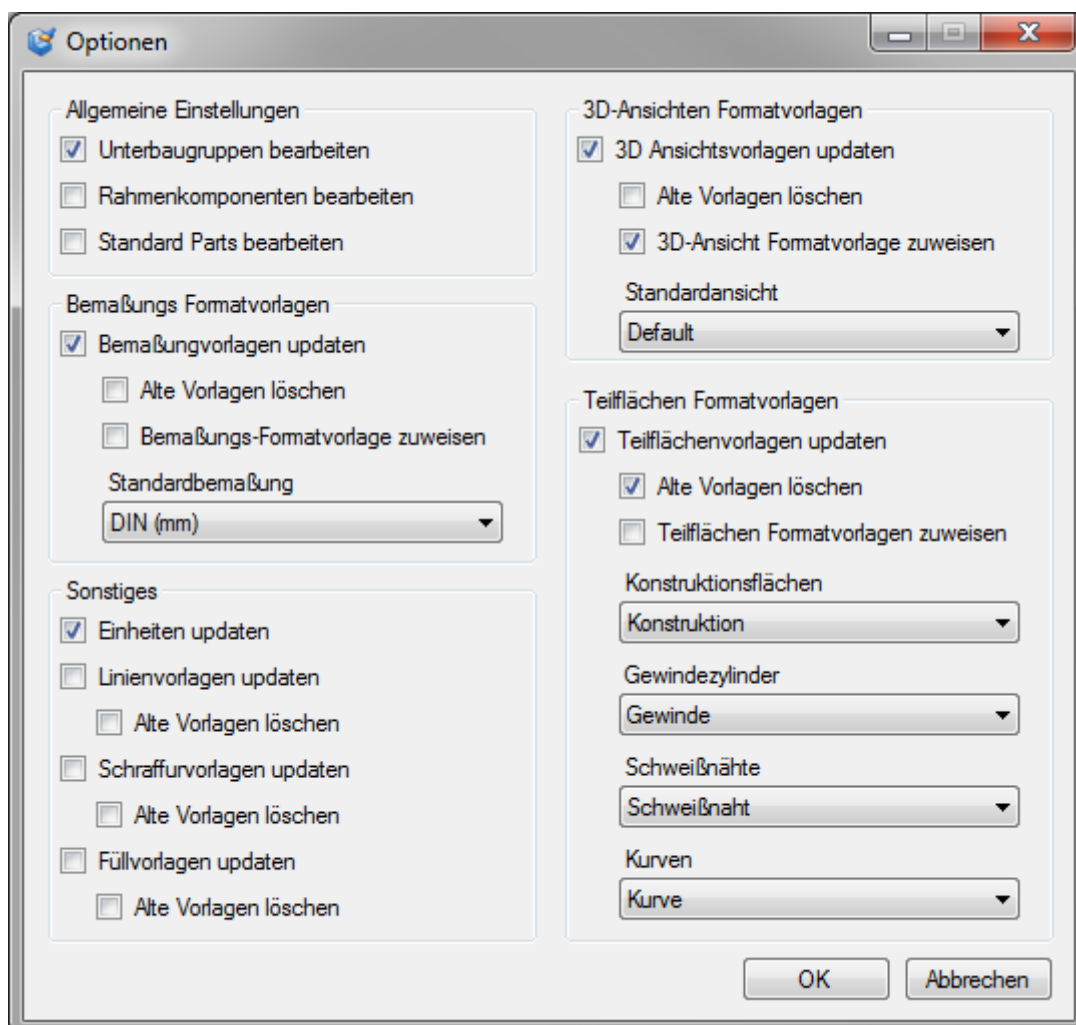 Optionen
Allgemeine Einstellungen
Unterbaugruppen bearbeiten
Rahmenkomponenten bearbeiten
Standard Parts bearbeiten
Bemaßungs Formatvorlagen
Bemaßungvorlagen updaten
Alte Vorlagen löschen
Bemaßungs-Formatvorlage zuweisen
Standardbemaßung
DIN (mm)
Sonstiges
Einheiten updaten
Linienvorlagen updaten
Alte Vorlagen löschen
Schraffurvorlagen updaten
Alte Vorlagen löschen
Füllvorlagen updaten
Alte Vorlagen löschen
3D-Ansichten Formatvorlagen
3D Ansichtsvorlagen updaten
Alte Vorlagen löschen
3D-Ansicht Formatvorlage zuweisen
Standardansicht
Default
Teilflächen Formatvorlagen
Teilflächenvorlagen updaten
Alte Vorlagen löschen
Teilflächen Formatvorlagen zuweisen
Konstruktionsflächen
Konstruktion
Gewindezylinder
Gewinde
Schweißnähte
Schweißnaht
Kurven
Kurve
OK
Abbrechen